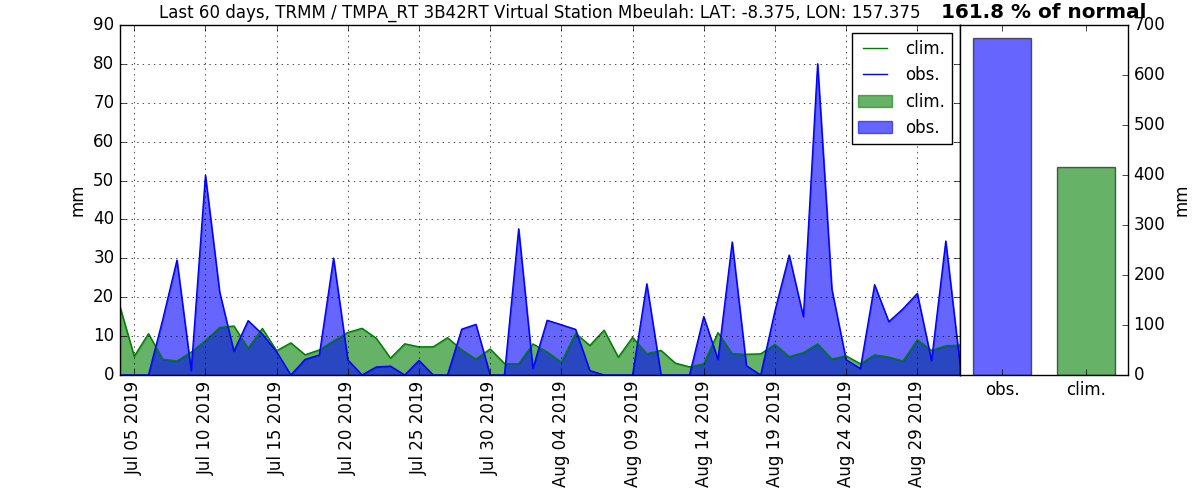 Last 60 days, TRMM / TMPA_RT 3B42RT Virtual Station Mbeulah: LAT: -8.375, LON: 157.375
161.8 % of normal
90
80
70
60
50
40
30
20
10
0
mm
clim.
obs.
clim.
obs.
Jul 05 2019
Jul 10 2019
Jul 15 2019
Jul 20 2019
Jul 25 2019
Jul 30 2019
Aug 04 2019
Aug 09 2019
Aug 14 2019
Aug 19 2019
Aug 24 2019
Aug 29 2019
700
600
500
400
300
200
100
0
mm
obs.
clim.